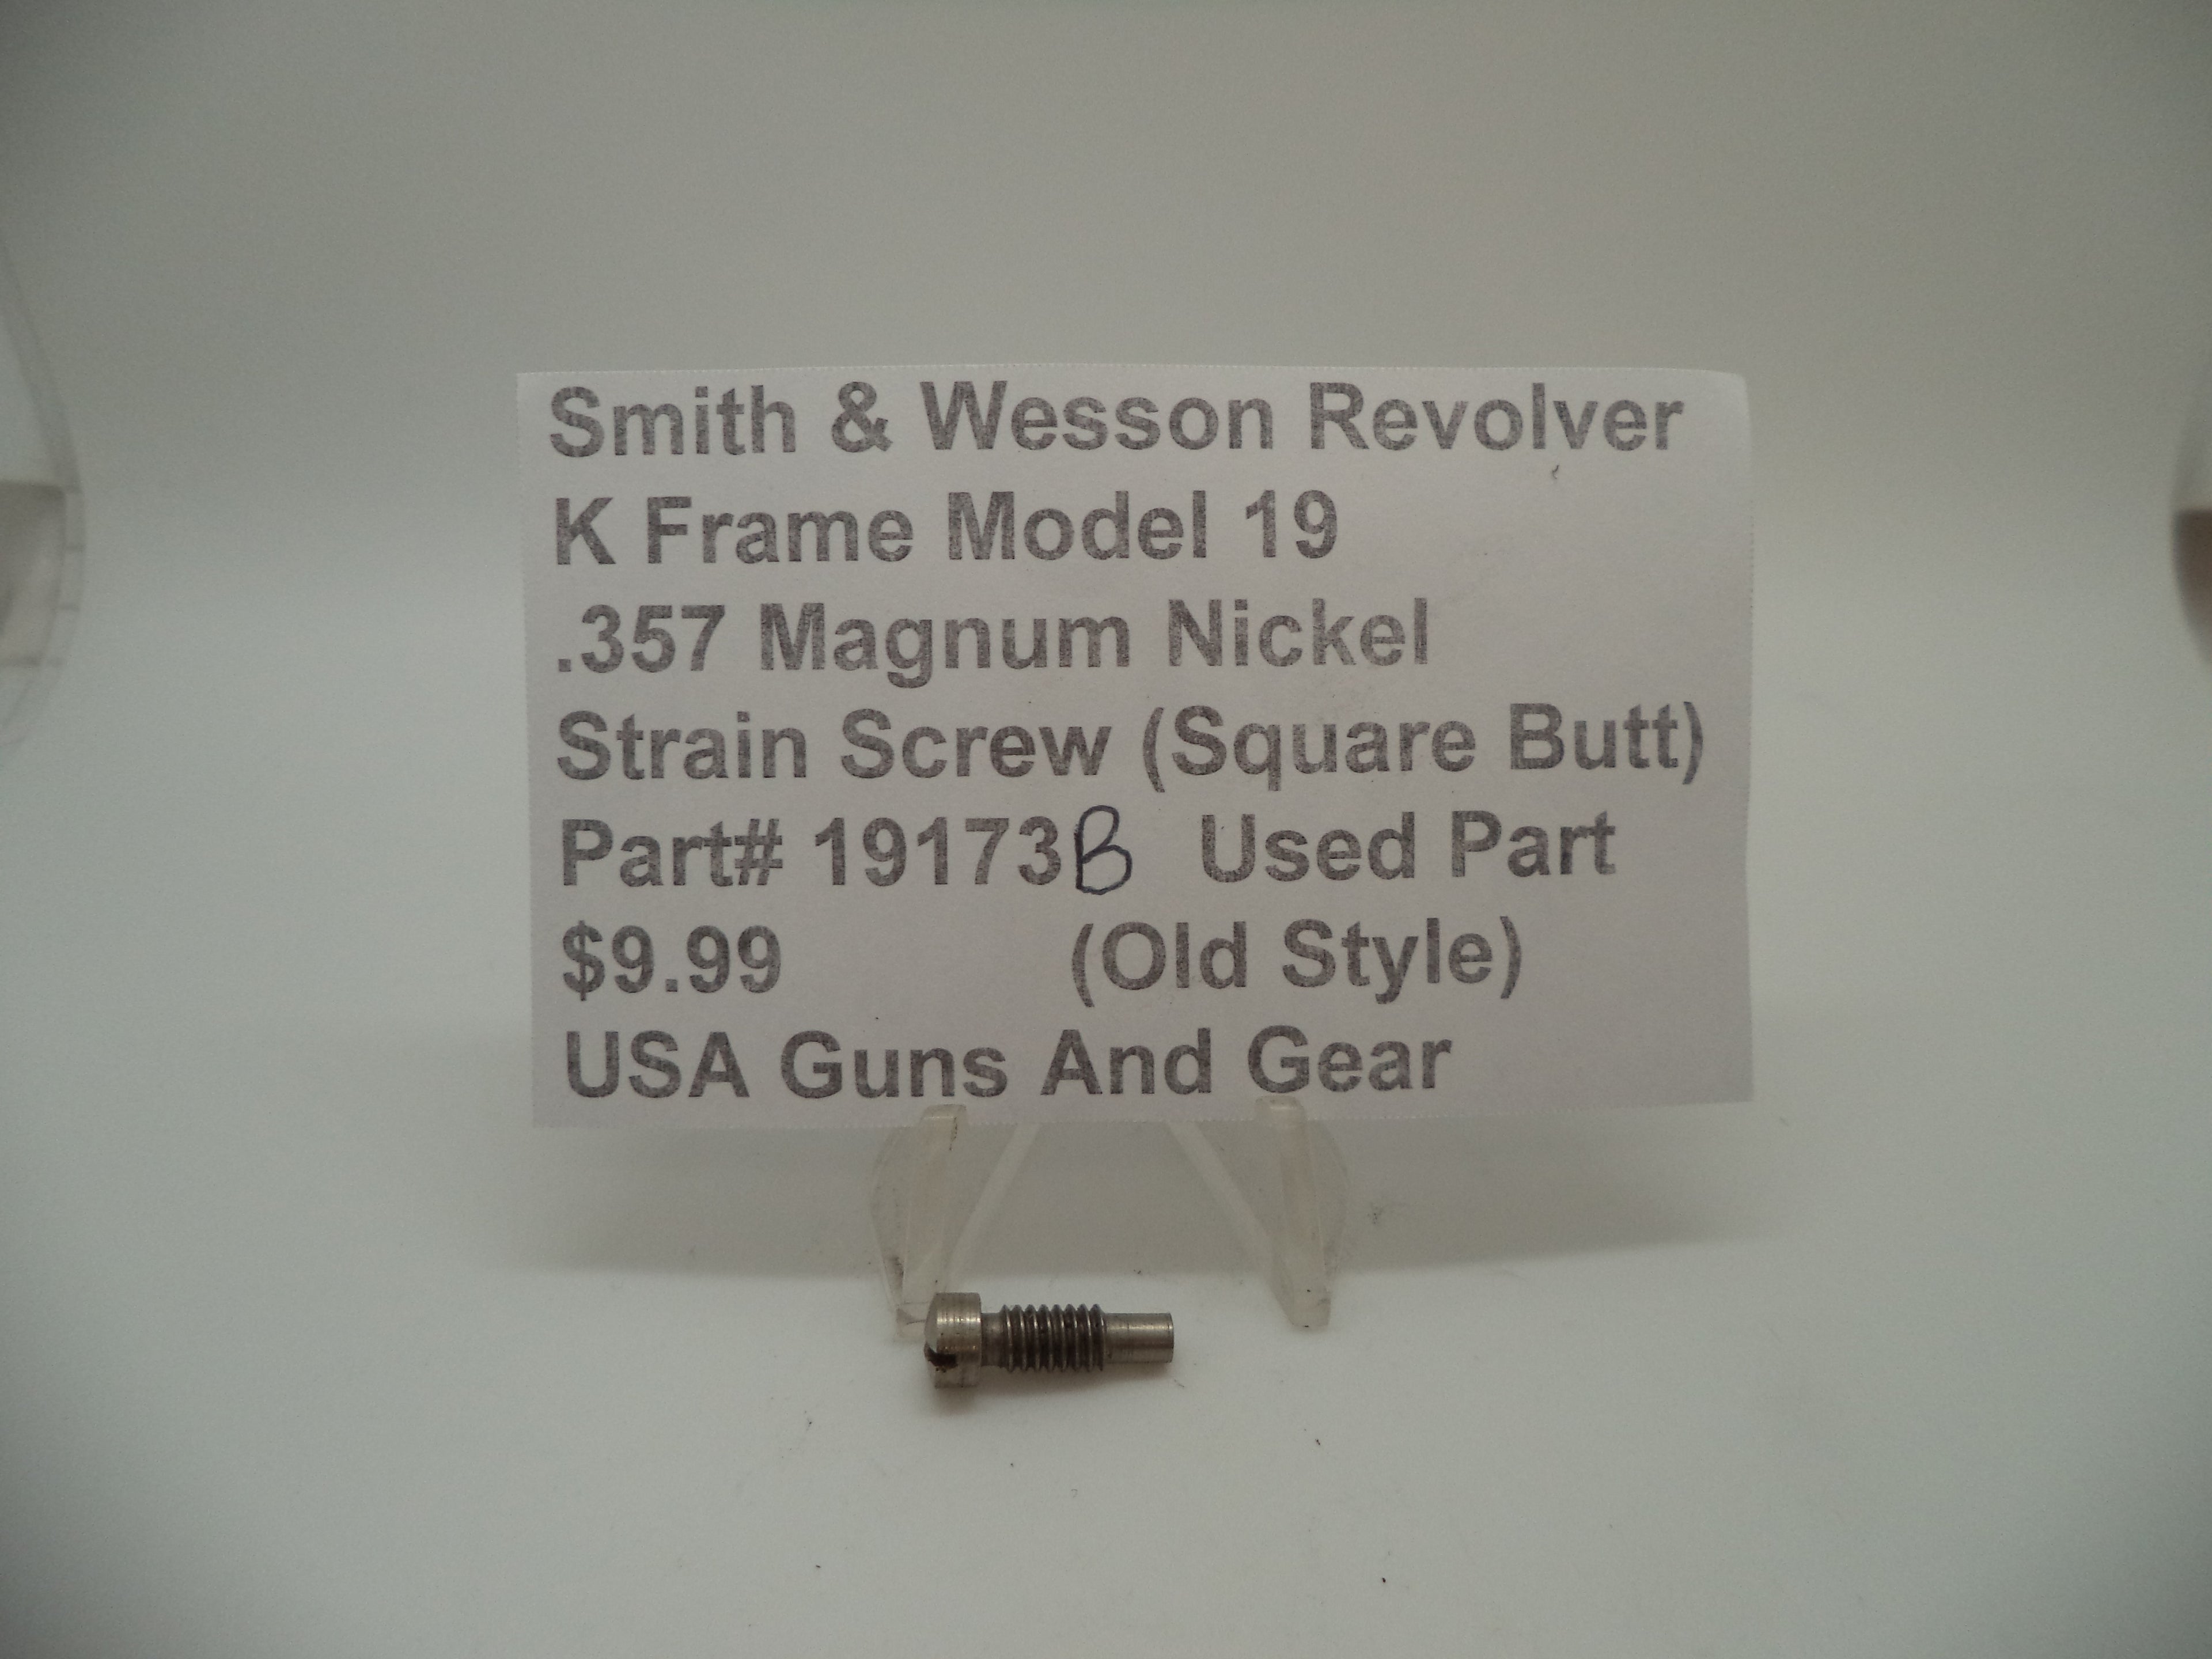 Smith & Wesson Revolver
K Frame Model 19
.357 Magnum Nickel
Strain Screw (Square Butt)
Part# 19173B Used Part
$9.99 (Old Style)
USA Guns And Gear